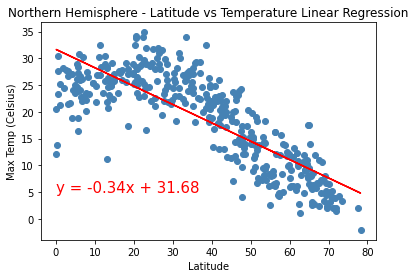 Northern Hemisphere - Latitude vs Temperature Linear Regression
35
30
25
20
15
10
5
0
Max Temp (Celsius)
y = -0.34x + 31.68
0 10 20 30 40 50 60 70 80
Latitude